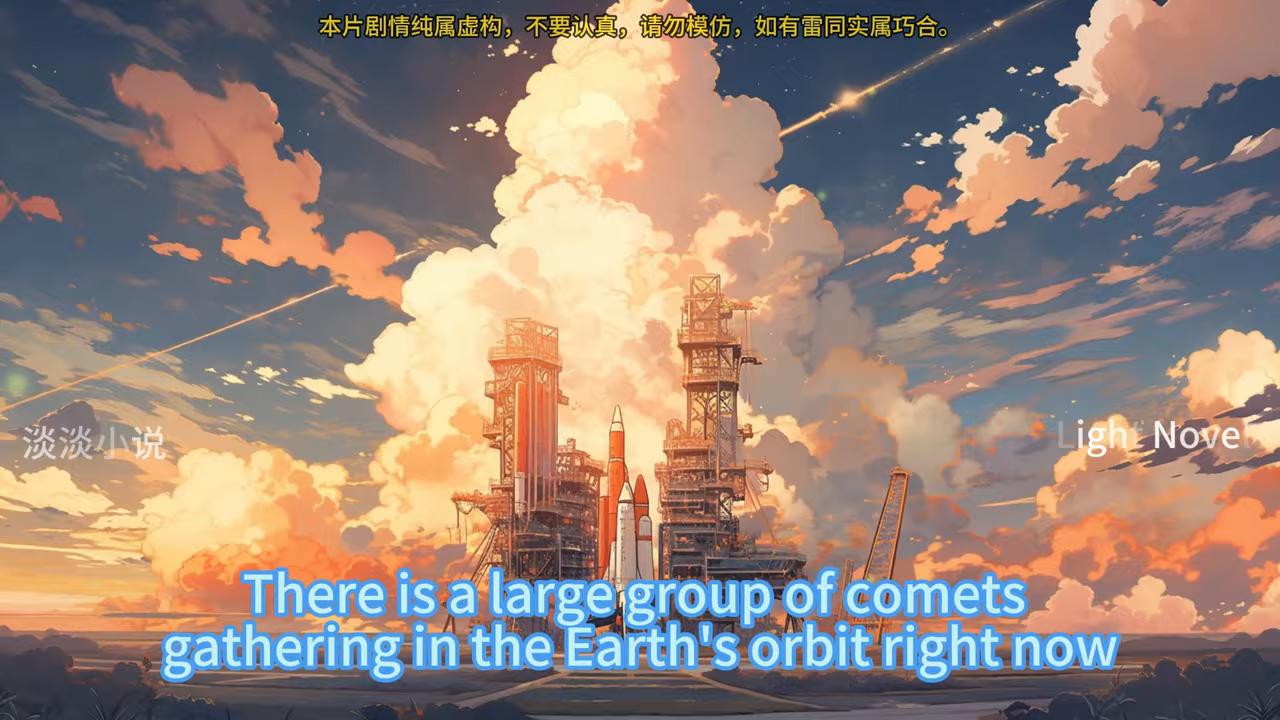 本片剧情纯属虚构，不要认真，请勿模仿，如有雷同实属巧合。
淡淡小说
Light Nove
There is a large group of comets
gathering in the Earth's orbit right now